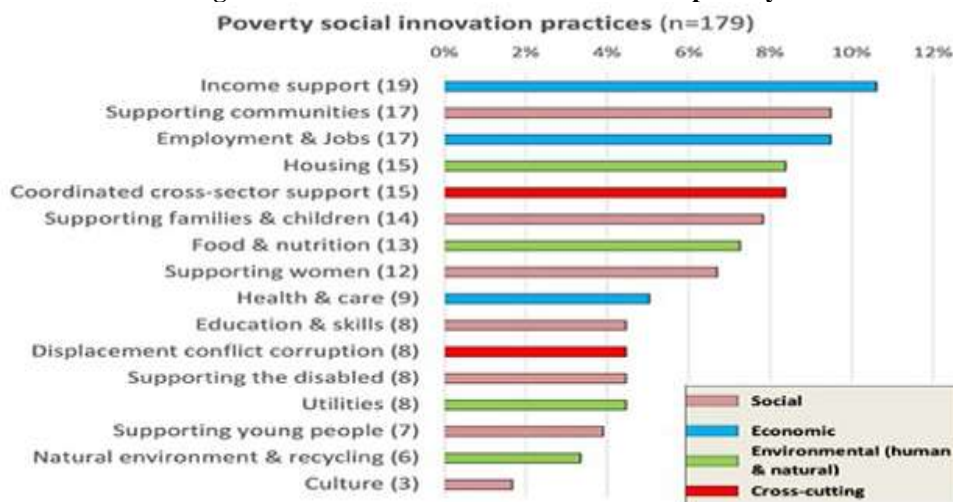 Poverty social innovation practices (n=179)
0% 2% 4% 6% 8% 10% 12%
Income support (19)
Supporting communities (17)
Employment & Jobs (17)
Housing (15)
Coordinated cross-sector support (15)
Supporting families & children (14)
Food & nutrition (13)
Supporting women (12)
Health & care (9)
Education & skills (8)
Displacement conflict corruption (8)
Supporting the disabled (8)
Utilities (8)
Supporting young people (7)
Natural environment & recycling (6)
Culture (3)
Social
Economic
Environmental (human
& natural)
Cross-cutting